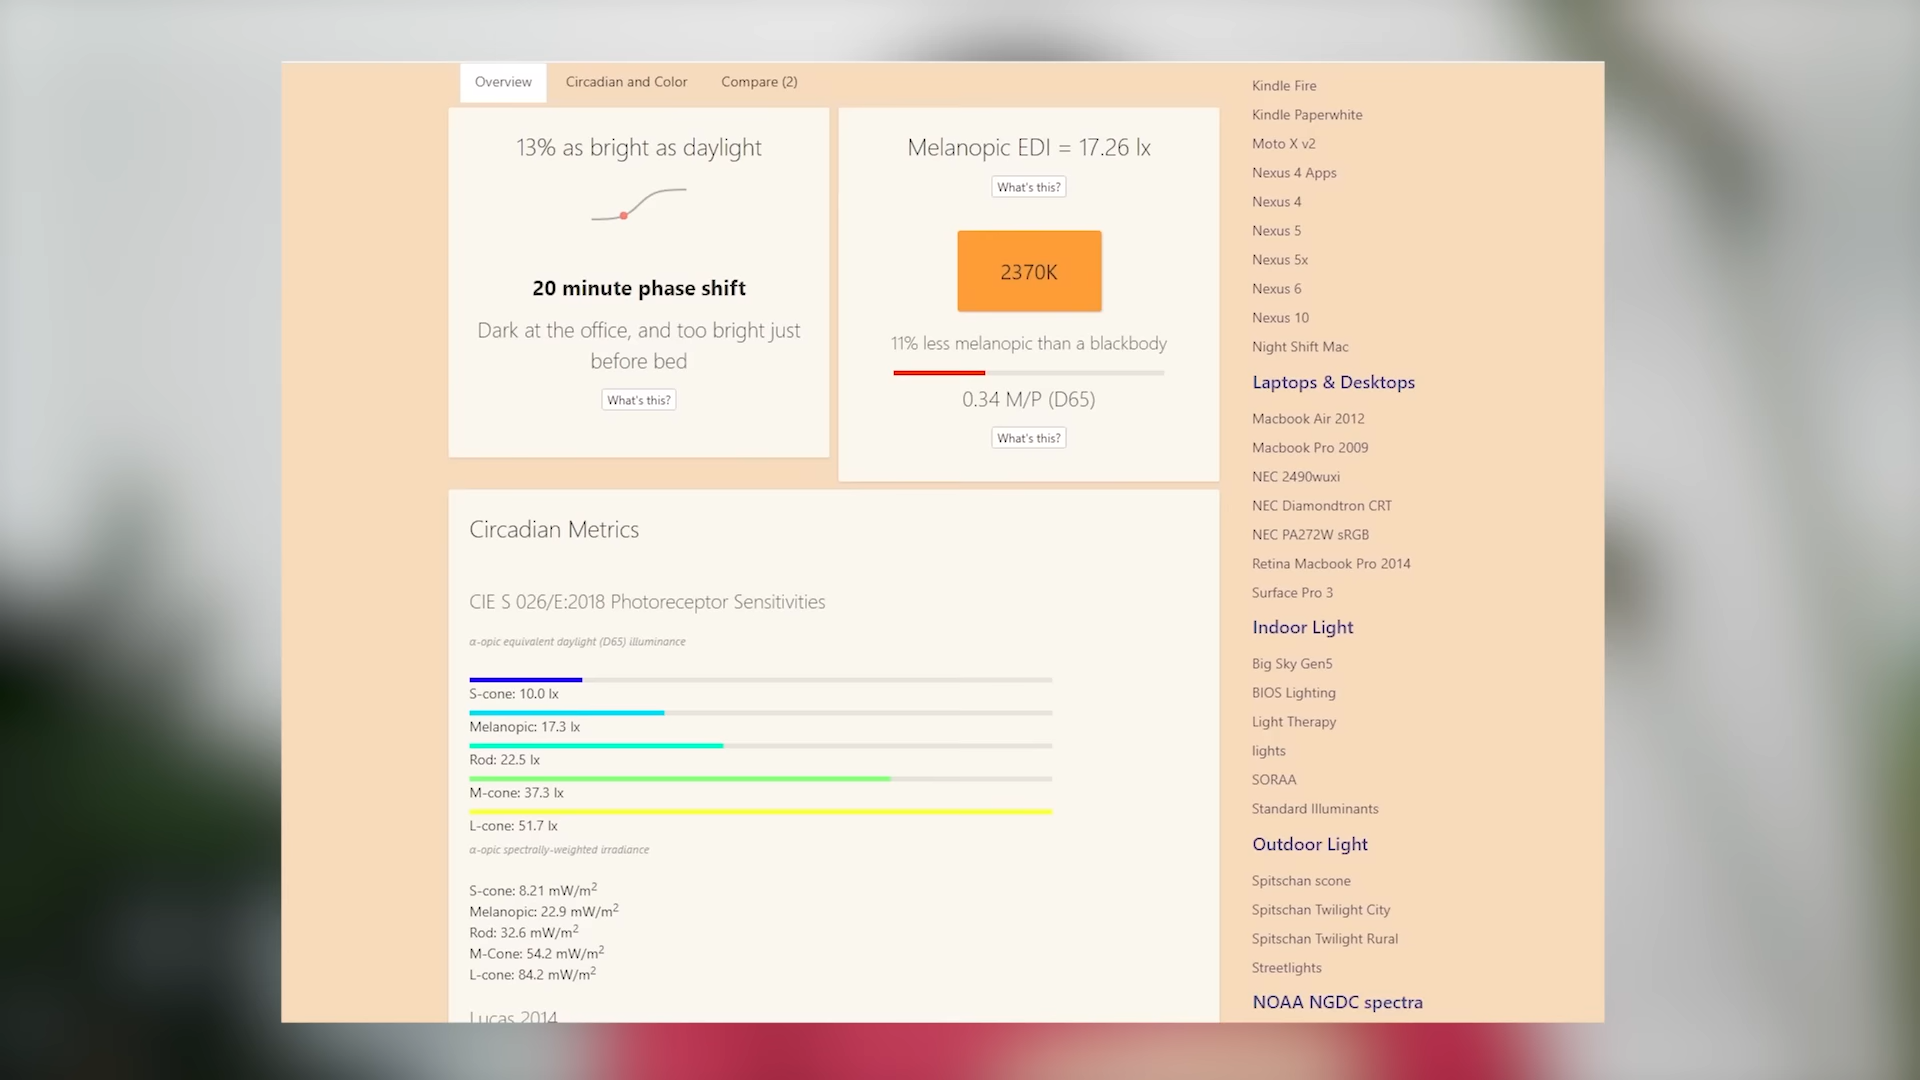 Overview
Circadian and Color
Compare (2)
13% as bright as daylight
20 minute phase shift
Dark at the office, and too bright just
before bed
What's this?
Melanopic EDI = 17.26 lx
What's this?
2370K
11% less melanopic than a blackbody
0.34 M/P (D65)
What's this?
Circadian Metrics
CIE S 026/E:2018 Photoreceptor Sensitivities
α-opic equivalent daylight (D65) illuminance
S-cone: 10.0 lx
Melanopic: 17.3 lx
Rod: 22.5 lx
M-cone: 37.3 lx
L-cone: 51.7 lx
α-opic spectrally-weighted irradiance
S-cone: 8.21 mW/m²
Melanopic: 22.9 mW/m²
Rod: 32.6 mW/m²
M-Cone: 54.2 mW/m²
L-cone: 84.2 mW/m²
Lucas 2014
Kindle Fire
Kindle Paperwhite
Moto X v2
Nexus 4 Apps
Nexus 4
Nexus 5
Nexus 5x
Nexus 6
Nexus 10
Night Shift Mac
Laptops & Desktops
Macbook Air 2012
Macbook Pro 2009
NEC 2490wuxi
NEC Diamondtron CRT
NEC PA272W sRGB
Retina Macbook Pro 2014
Surface Pro 3
Indoor Light
Big Sky Gen5
BIOS Lighting
Light Therapy
lights
SORAA
Standard Illuminants
Outdoor Light
Spitschan scone
Spitschan Twilight City
Spitschan Twilight Rural
Streetlights
NOAA NGDC spectra